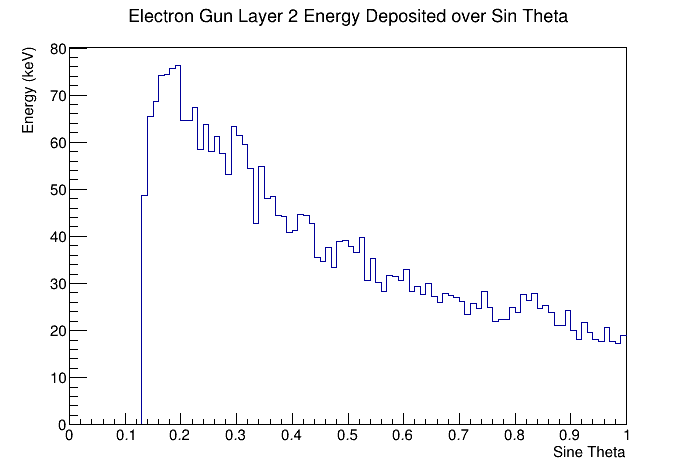 Electron Gun Layer 2 Energy Deposited over Sin Theta
Energy (keV)
80
70
60
50
40
30
20
10
0
0 0.1 0.2 0.3 0.4 0.5 0.6 0.7 0.8 0.9 1
Sine Theta